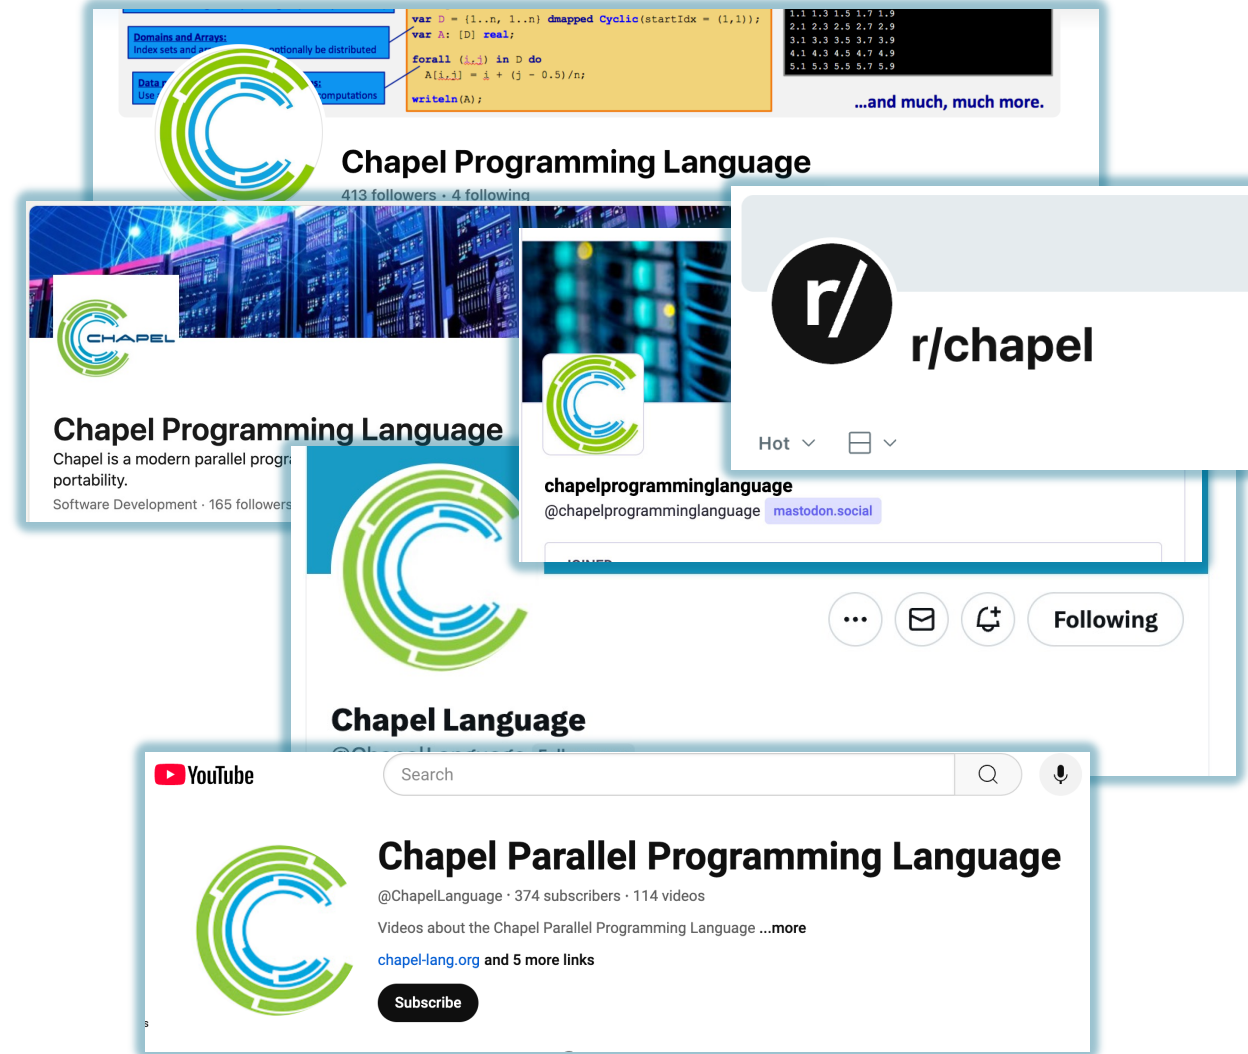 var D = {1..n, 1..n} dmapped Cyclic(startIdx = (1,1));
var A: [D] real;
forall (i,j) in D do
A[i,j] = i + (j - 0.5)/n;
writeln(A);
Domains and Arrays:
Index sets and optionally be distributed
Use computations
1.1 1.3 1.5 1.7 1.9
2.1 2.3 2.5 2.7 2.9
3.1 3.3 3.5 3.7 3.9
4.1 4.3 4.5 4.7 4.9
5.1 5.3 5.5 5.7 5.9
...and much, much more.
Chapel Programming Language
413 followers · 4 following
CHAPEL
Chapel Programming Language
Chapel is a modern parallel
portability.
Software Development · 165 followers
r/
r/chapel
Hot
chapelprogramminglanguage
@chapelprogramminglanguage mastodon.social
Following
Chapel Language
YouTube
Search
Chapel Parallel Programming Language
@ChapelLanguage · 374 subscribers · 114 videos
Videos about the Chapel Parallel Programming Language ...more
chapel-lang.org and 5 more links
Subscribe